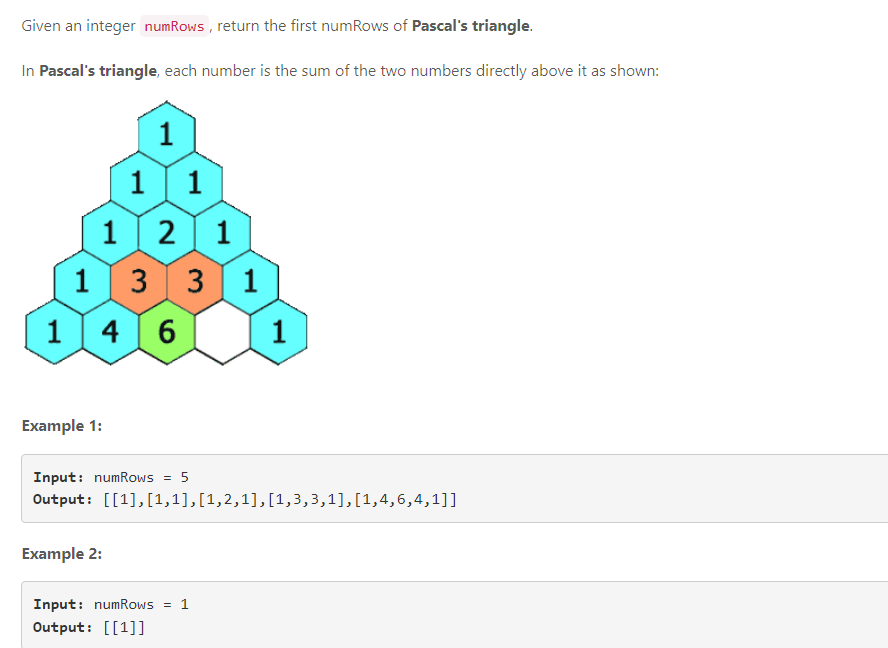 Given an integer numRows , return the first numRows of Pascal's triangle.
In Pascal's triangle, each number is the sum of the two numbers directly above it as shown:
1
1 1
1 2 1
1 3 3 1
1 4 6 1
Example 1:
Input: numRows = 5
Output: [[1],[1,1],[1,2,1],[1,3,3,1],[1,4,6,4,1]]
Example 2:
Input: numRows = 1
Output: [[1]]